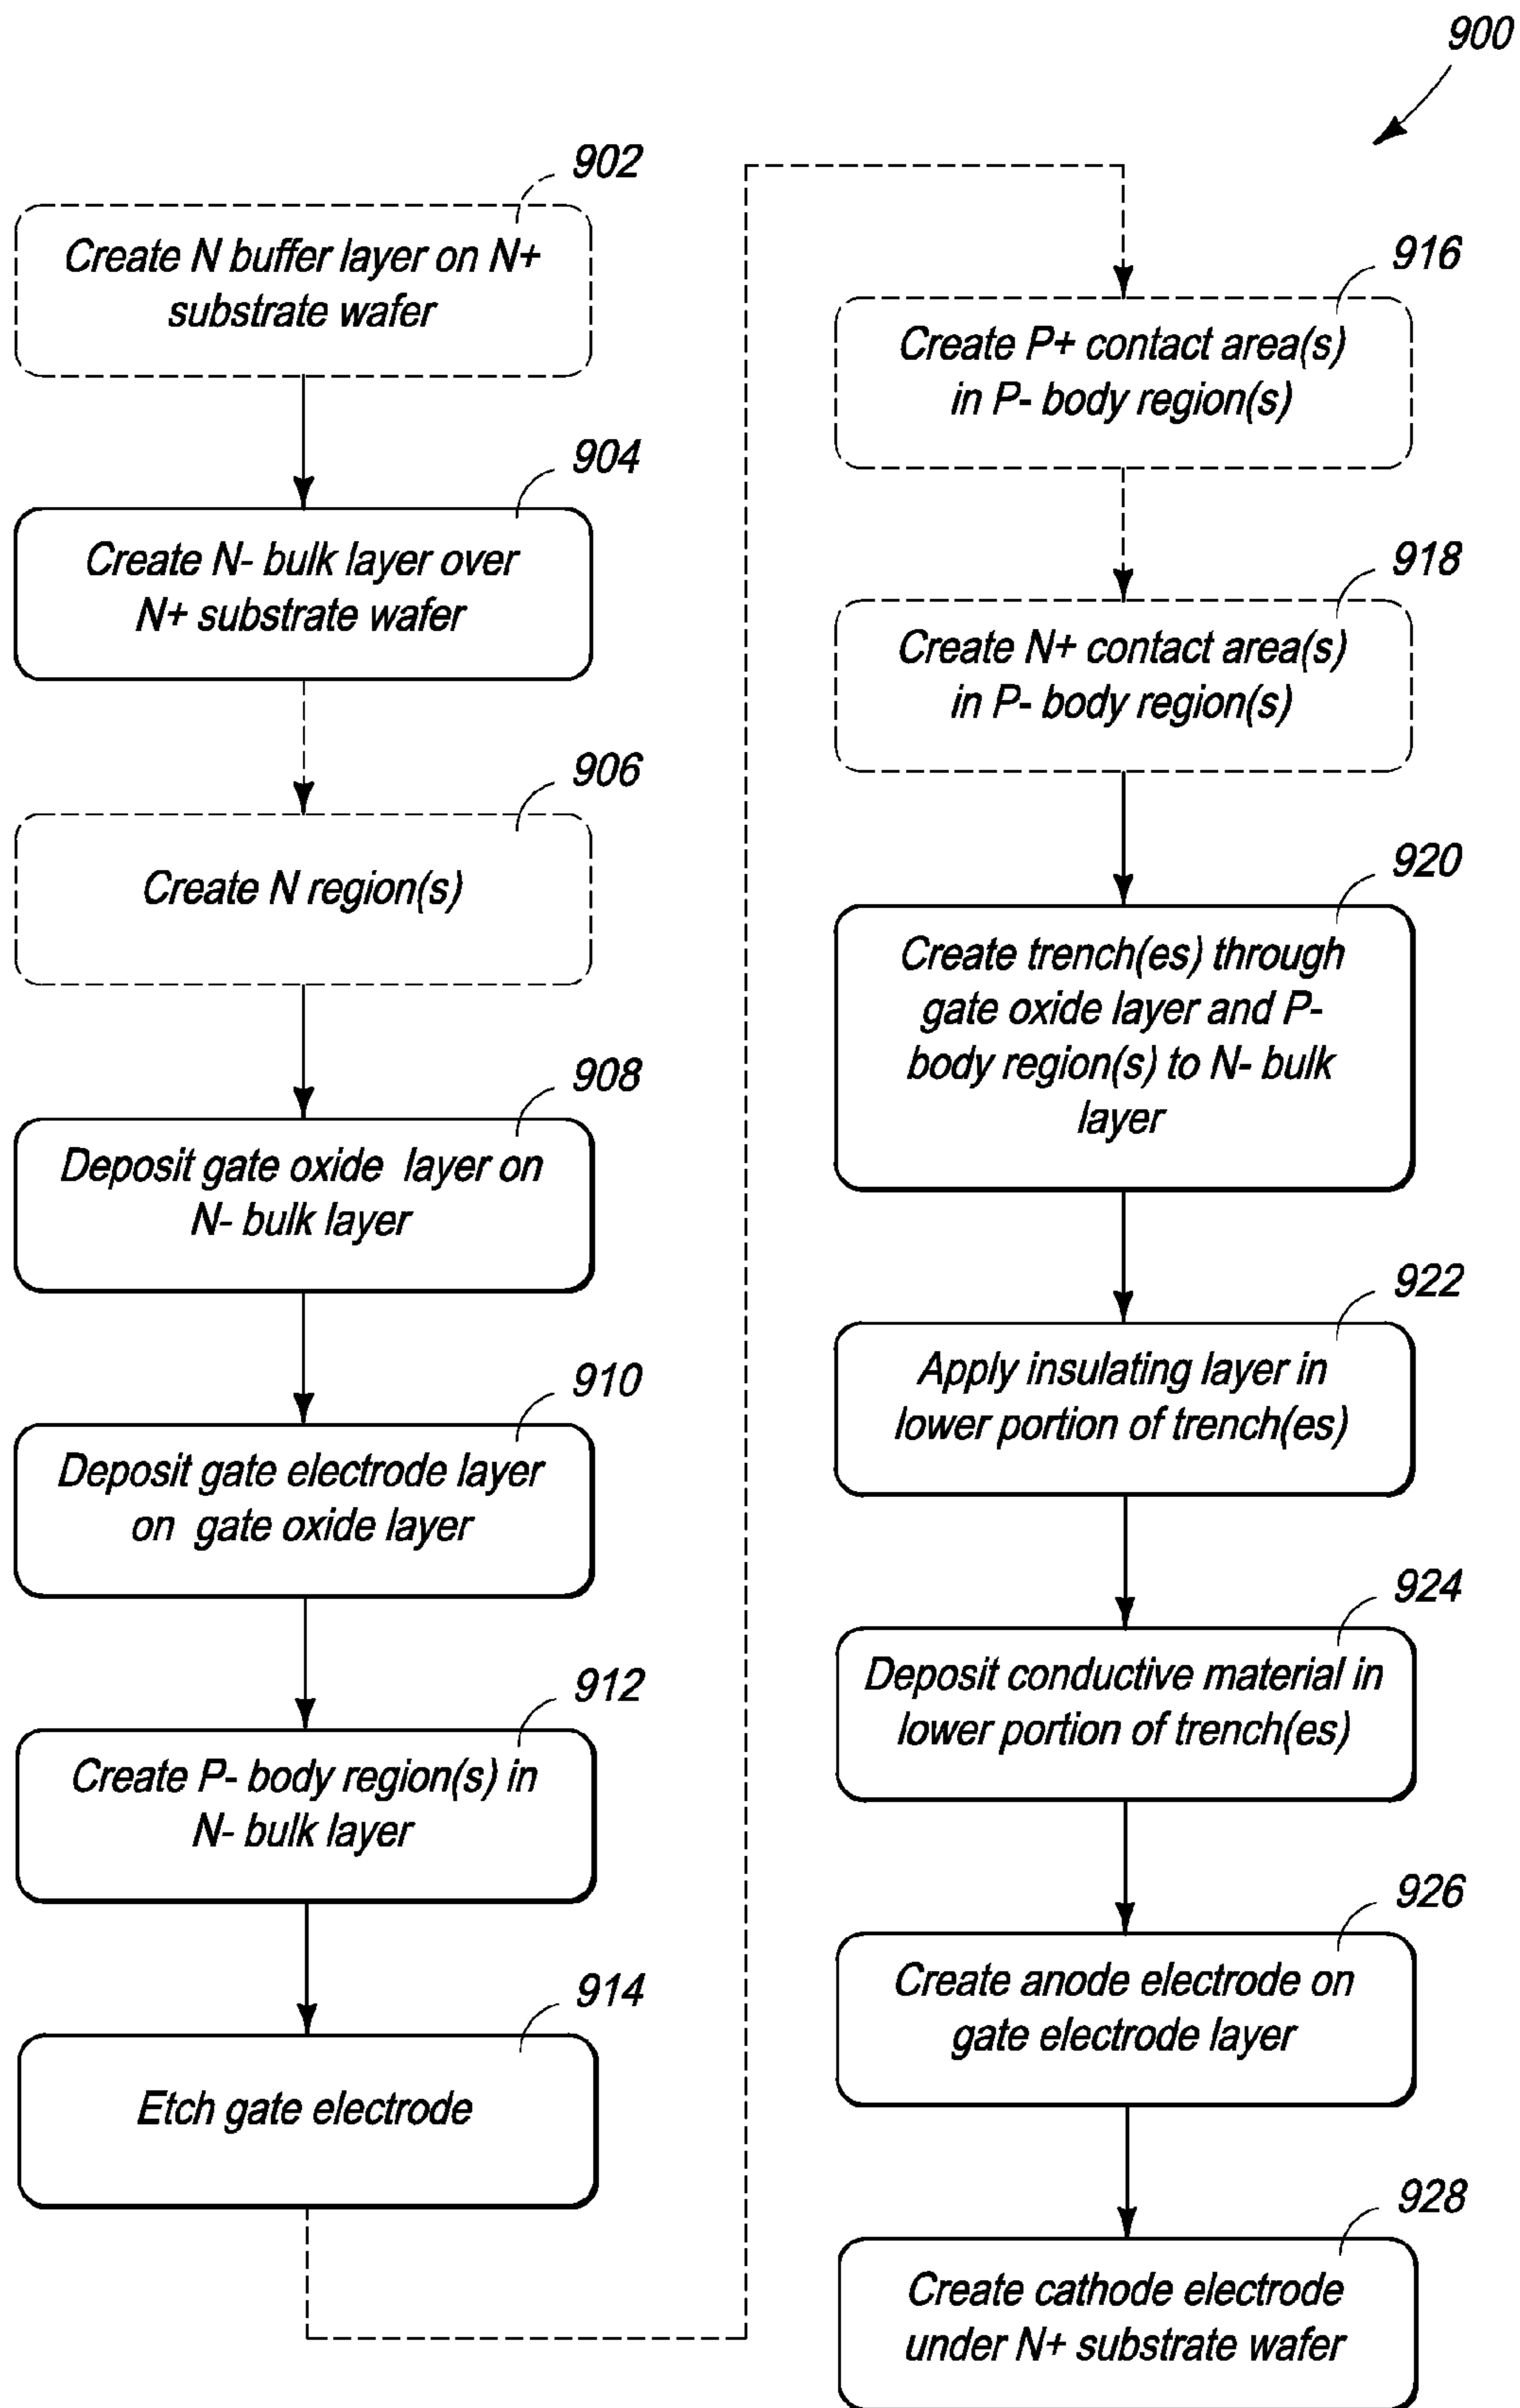 900
902
Create N buffer layer on N+
substrate wafer
904
Create N- bulk layer over
N+ substrate wafer
906
Create N region(s)
908
Deposit gate oxide layer on
N- bulk layer
910
Deposit gate electrode layer
on gate oxide layer
912
Create P- body region(s) in
N- bulk layer
914
Etch gate electrode
916
Create P+ contact area(s)
in P- body region(s)
918
Create N+ contact area(s)
in P- body region(s)
920
Create trench(es) through
gate oxide layer and P-
body region(s) to N- bulk
layer
922
Apply insulating layer in
lower portion of trench(es)
924
Deposit conductive material in
lower portion of trench(es)
926
Create anode electrode on
gate electrode layer
928
Create cathode electrode
under N+ substrate wafer